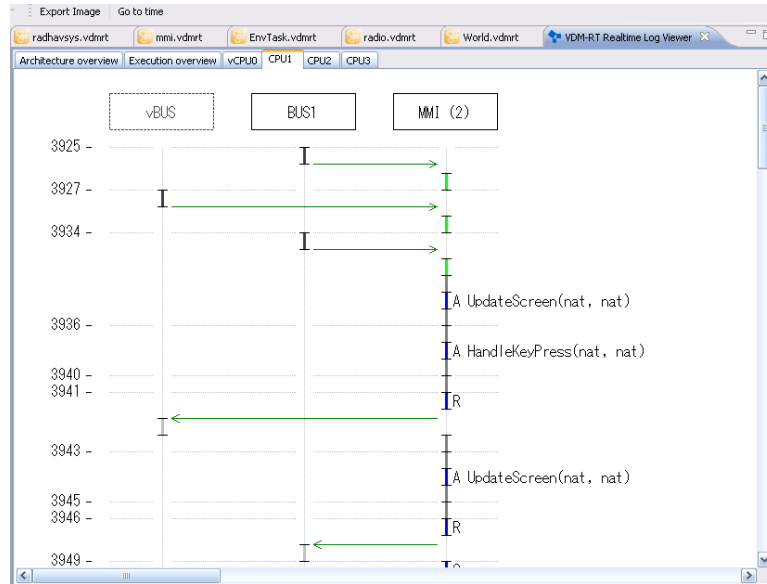 Export Image Go to time
radhavsys.vdmrt mmi.vdmrt EnvTask.vdmrt radio.vdmrt World.vdmrt VDM-RT Realtime Log Viewer
Architecture overview Execution overview vCPU0 CPU1 CPU2 CPU3
vBUS BUS1 MMI (2)
3925
3927
3934
A UpdateScreen(nat, nat)
3936
A HandleKeyPress(nat, nat)
3940
3941
R
3943
A UpdateScreen(nat, nat)
3945
3946
R
3949